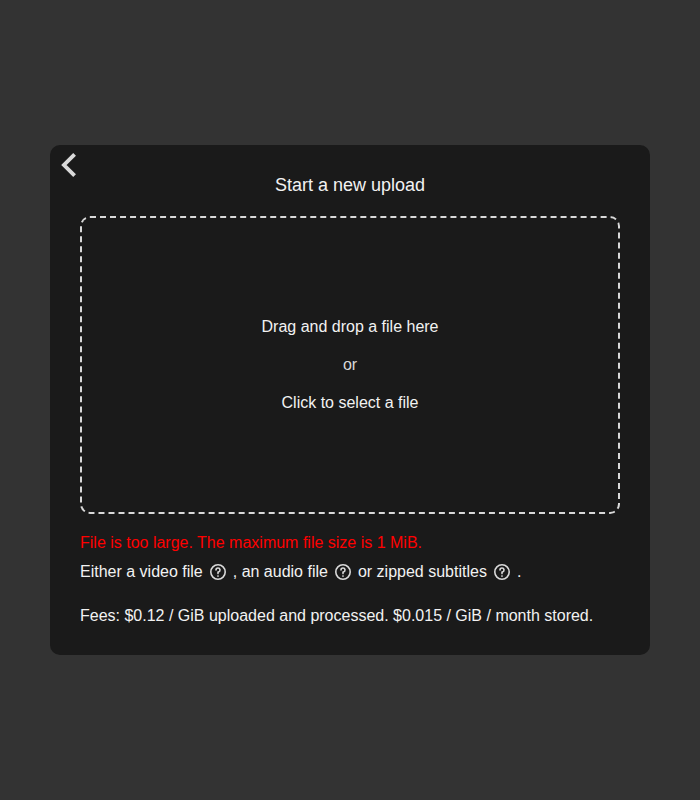 Start a new upload
Drag and drop a file here
or
Click to select a file
File is too large. The maximum file size is 1 MiB.
Either a video file ? , an audio file ? or zipped subtitles ? .
Fees: $0.12 / GiB uploaded and processed. $0.015 / GiB / month stored.